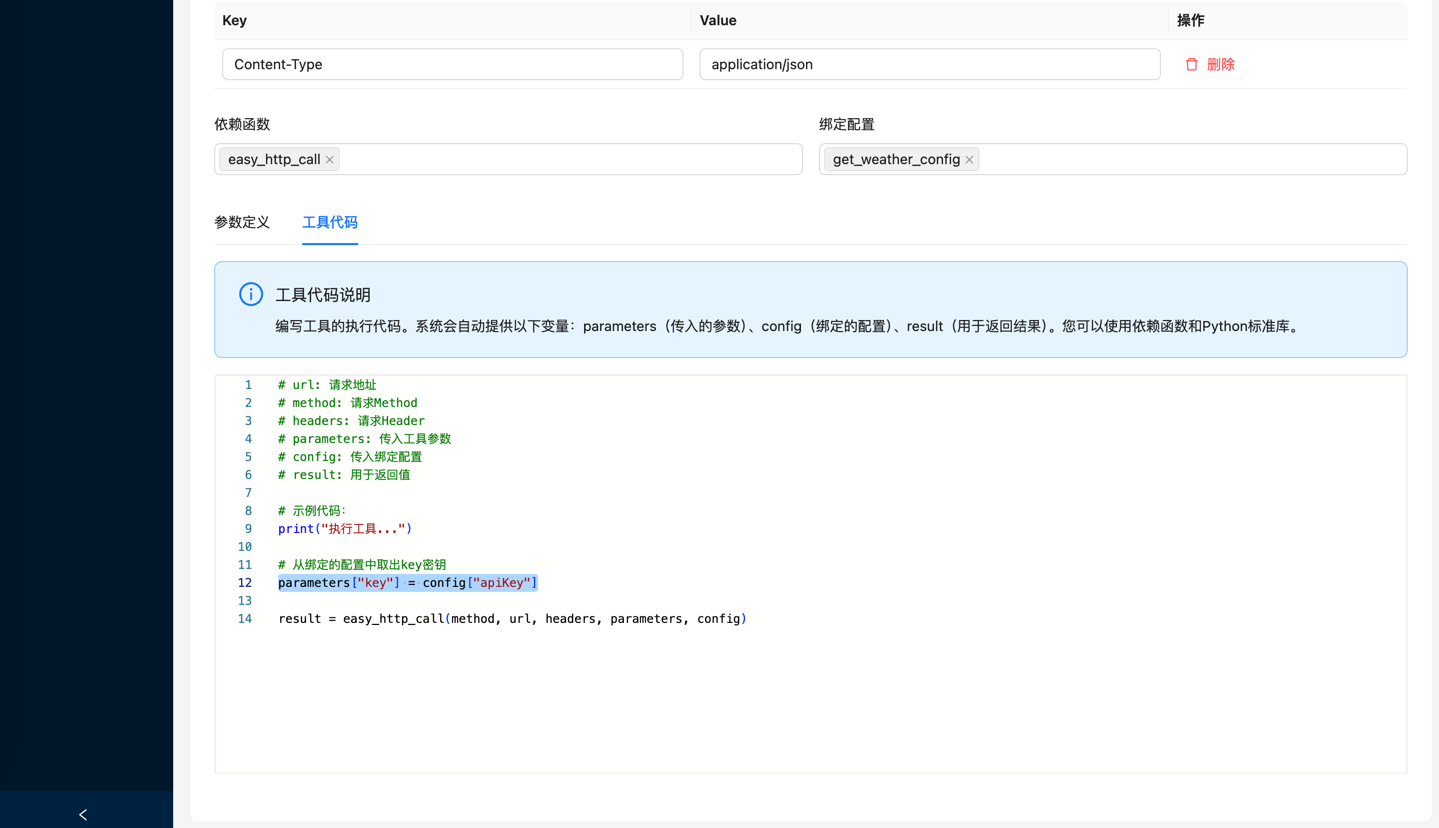 Key Value 操作
Content-Type application/json 删除
依赖函数 绑定配置
easy_http_call × get_weather_config ×
参数定义 工具代码
工具代码说明
编写工具的执行代码。系统会自动提供以下变量：parameters（传入的参数）、config（绑定的配置）、result（用于返回结果）。您可以使用依赖函数和Python标准库。
1 # url: 请求地址
2 # method: 请求Method
3 # headers: 请求Header
4 # parameters: 传入工具参数
5 # config: 传入绑定配置
6 # result: 用于返回值
7
8 # 示例代码：
9 print("执行工具...")
10
11 # 从绑定的配置中取出key密钥
12 parameters["key"] = config["apiKey"]
13
14 result = easy_http_call(method, url, headers, parameters, config)